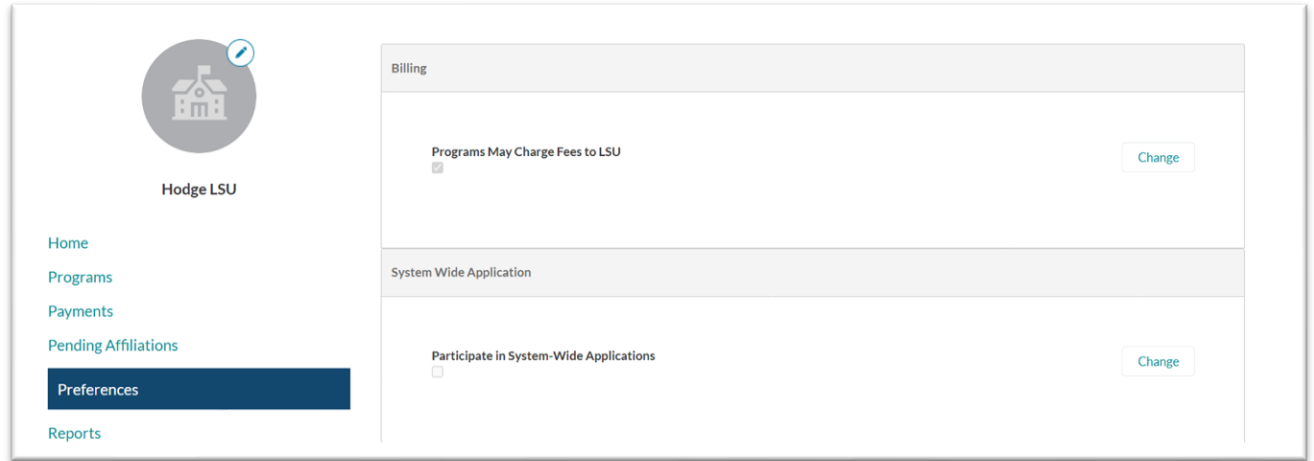 Hodge LSU
Home
Programs
Payments
Pending Affiliations
Preferences
Reports
Billing
Programs May Charge Fees to LSU
Change
System Wide Application
Participate in System-Wide Applications
Change